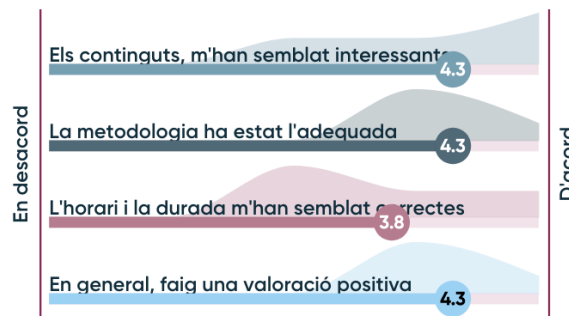 En desacord
Els continguts, m'han semblat interessants
4.3
La metodologia ha estat l'adequada
4.3
L'horari i la durada m'han semblat correctes
3.8
En general, faig una valoració positiva
4.3
D'acord